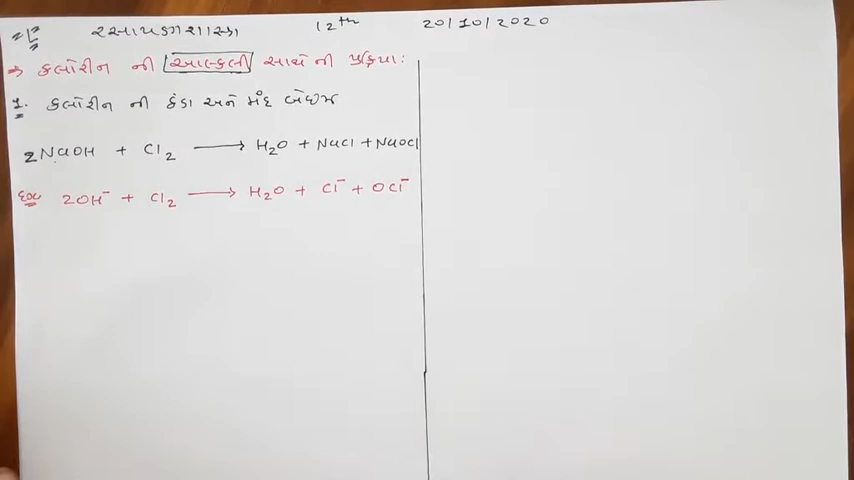 રસાયણશાસ્ત્ર 12th 20/10/2020
⇒ ક્લોરીન ની આલ્કલી સાથે ની પ્રક્રિયા:
1. ક્લોરીન ની ઠંડા અને મંદ બેઇઝ
2NaOH + Cl₂ → H₂O + NaCl + NaOCl
2OH⁻ + Cl₂ → H₂O + Cl⁻ + OCl⁻